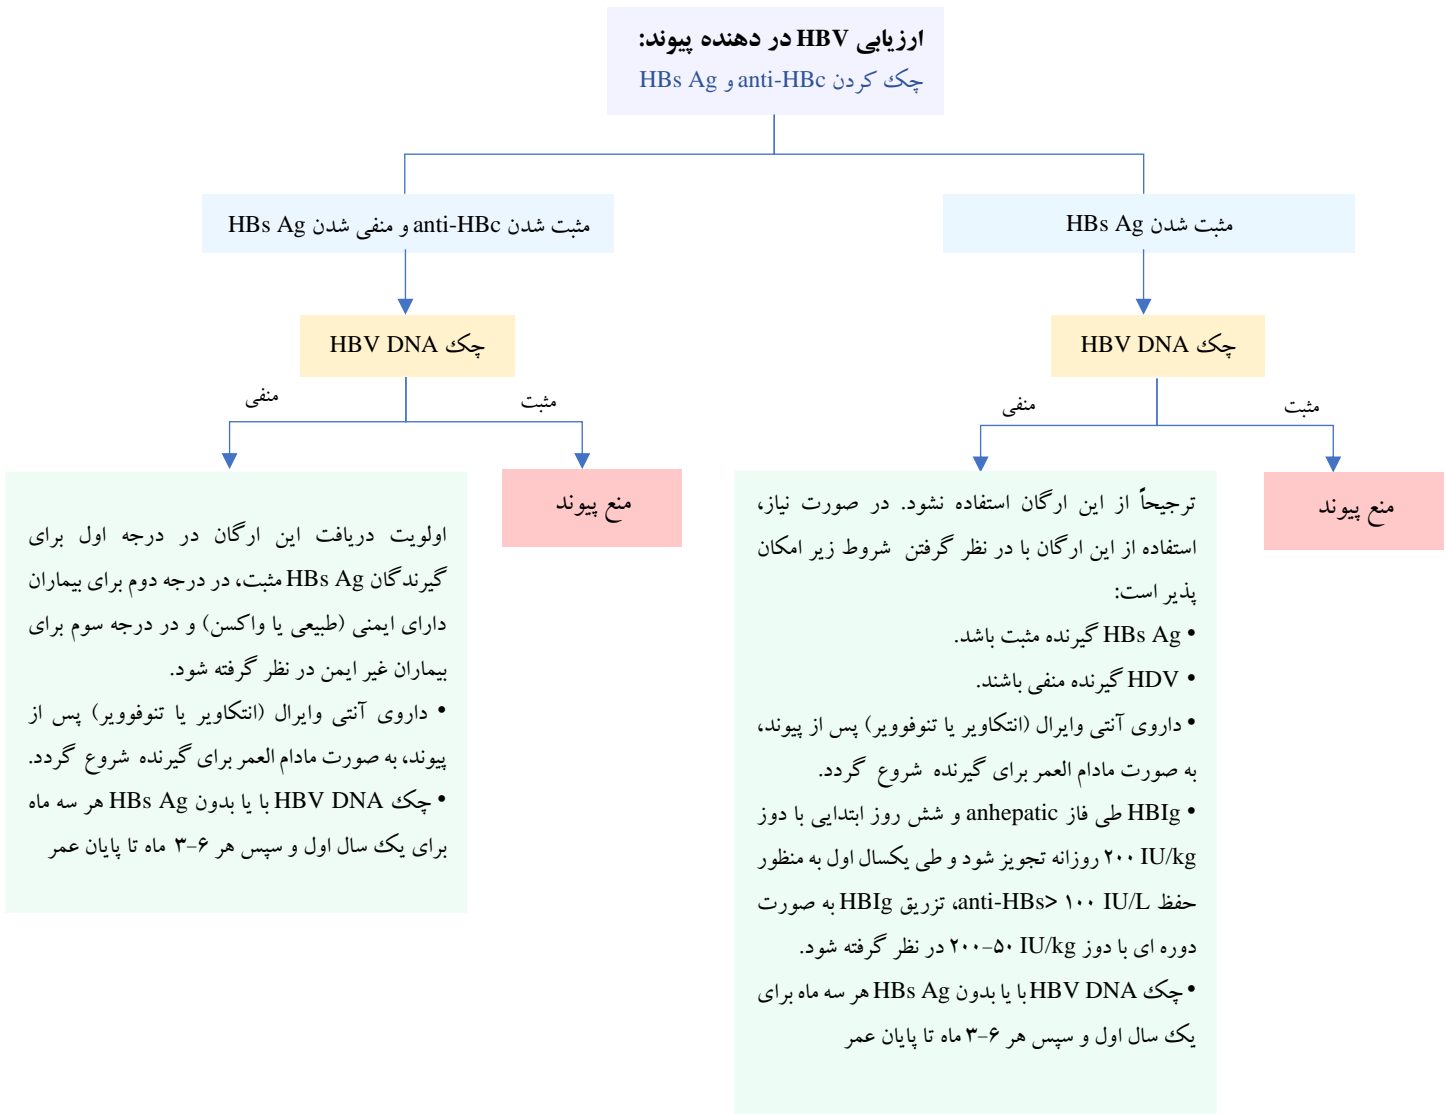 ارزیابی HBV در دهنده پیوند:
چک کردن anti-HBc و HBs Ag
مثبت شدن HBs Ag
مثبت شدن anti-HBc و منفی شدن HBs Ag
چک HBV DNA
چک HBV DNA
مثبت
منفی
مثبت
منفی
منع پیوند
ترجیحاً از این ارگان استفاده نشود. در صورت نیاز،
استفاده از این ارگان با در نظر گرفتن شروط زیر امکان
پذیر است:
• HBs Ag گیرنده مثبت باشد.
• HDV گیرنده منفی باشند.
• داروی آنتی وایرال (انتکاویر یا تنوفوویر) پس از پیوند،
به صورت مادام العمر برای گیرنده شروع گردد.
• HBIg طی فاز anhepatic و شش روز ابتدایی با دوز
۲۰۰ IU/kg روزانه تجویز شود و طی یکسال اول به منظور
حفظ anti-HBs> ۱۰۰ IU/L، تزریق HBIg به صورت
دوره ای با دوز ۲۰۰-۵۰ IU/kg در نظر گرفته شود.
• چک HBV DNA با یا بدون HBs Ag هر سه ماه برای
یک سال اول و سپس هر ۶-۳ ماه تا پایان عمر
منع پیوند
اولویت دریافت این ارگان در درجه اول برای
گیرندگان HBs Ag مثبت، در درجه دوم برای بیماران
دارای ایمنی (طبیعی یا واکسن) و در درجه سوم برای
بیماران غیر ایمن در نظر گرفته شود.
• داروی آنتی وایرال (انتکاویر یا تنوفوویر) پس از
پیوند، به صورت مادام العمر برای گیرنده شروع گردد.
• چک HBV DNA با یا بدون HBs Ag هر سه ماه
برای یک سال اول و سپس هر ۶-۳ ماه تا پایان عمر